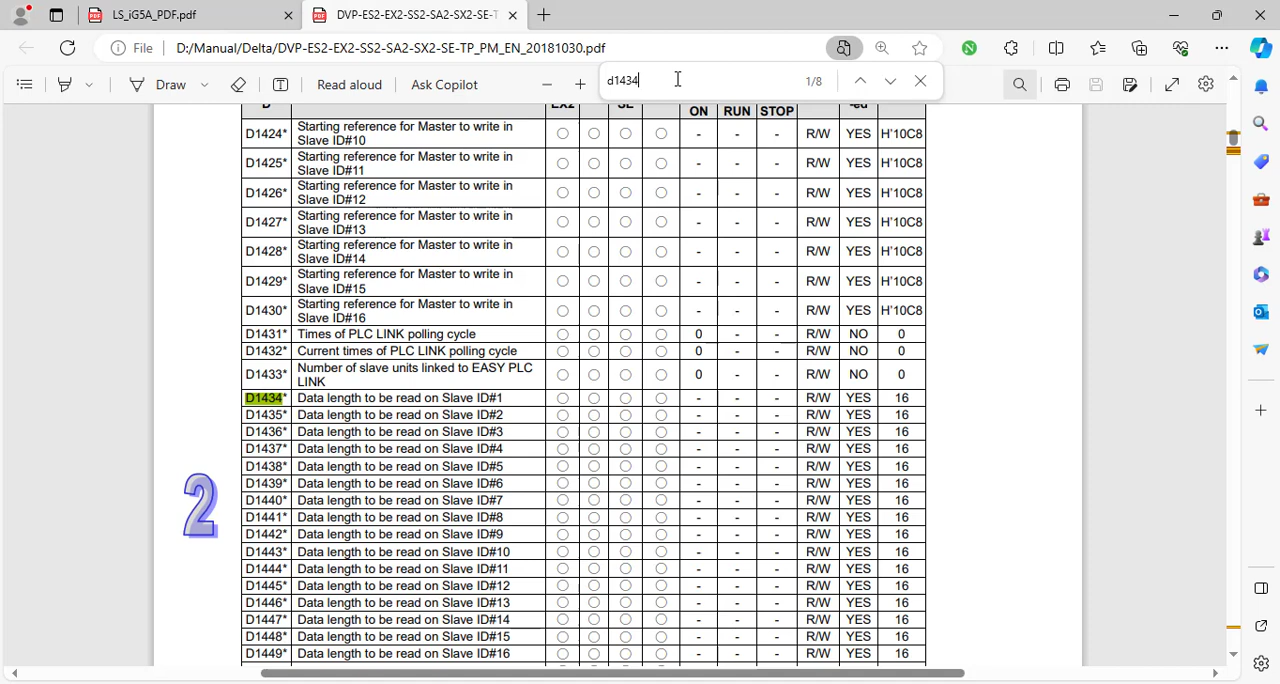 LS_iG5A_PDF.pdf
DVP-ES2-EX2-SS2-SA2-SX2-SE-T
File D:/Manual/Delta/DVP-ES2-EX2-SS2-SA2-SX2-SE-TP_PM_EN_20181030.pdf
Draw Read aloud Ask Copilot
d1434 1/8
D EX2 SE ON RUN STOP -ed
D1424* Starting reference for Master to write in Slave ID#10 ○ ○ ○ ○ - - - R/W YES H'10C8
D1425* Starting reference for Master to write in Slave ID#11 ○ ○ ○ ○ - - - R/W YES H'10C8
D1426* Starting reference for Master to write in Slave ID#12 ○ ○ ○ ○ - - - R/W YES H'10C8
D1427* Starting reference for Master to write in Slave ID#13 ○ ○ ○ ○ - - - R/W YES H'10C8
D1428* Starting reference for Master to write in Slave ID#14 ○ ○ ○ ○ - - - R/W YES H'10C8
D1429* Starting reference for Master to write in Slave ID#15 ○ ○ ○ ○ - - - R/W YES H'10C8
D1430* Starting reference for Master to write in Slave ID#16 ○ ○ ○ ○ - - - R/W YES H'10C8
D1431* Times of PLC LINK polling cycle ○ ○ ○ ○ 0 - - R/W NO 0
D1432* Current times of PLC LINK polling cycle ○ ○ ○ ○ 0 - - R/W NO 0
D1433* Number of slave units linked to EASY PLC LINK ○ ○ ○ ○ 0 - - R/W NO 0
D1434* Data length to be read on Slave ID#1 ○ ○ ○ ○ - - - R/W YES 16
D1435* Data length to be read on Slave ID#2 ○ ○ ○ ○ - - - R/W YES 16
D1436* Data length to be read on Slave ID#3 ○ ○ ○ ○ - - - R/W YES 16
D1437* Data length to be read on Slave ID#4 ○ ○ ○ ○ - - - R/W YES 16
D1438* Data length to be read on Slave ID#5 ○ ○ ○ ○ - - - R/W YES 16
D1439* Data length to be read on Slave ID#6 ○ ○ ○ ○ - - - R/W YES 16
D1440* Data length to be read on Slave ID#7 ○ ○ ○ ○ - - - R/W YES 16
D1441* Data length to be read on Slave ID#8 ○ ○ ○ ○ - - - R/W YES 16
D1442* Data length to be read on Slave ID#9 ○ ○ ○ ○ - - - R/W YES 16
D1443* Data length to be read on Slave ID#10 ○ ○ ○ ○ - - - R/W YES 16
D1444* Data length to be read on Slave ID#11 ○ ○ ○ ○ - - - R/W YES 16
D1445* Data length to be read on Slave ID#12 ○ ○ ○ ○ - - - R/W YES 16
D1446* Data length to be read on Slave ID#13 ○ ○ ○ ○ - - - R/W YES 16
D1447* Data length to be read on Slave ID#14 ○ ○ ○ ○ - - - R/W YES 16
D1448* Data length to be read on Slave ID#15 ○ ○ ○ ○ - - - R/W YES 16
D1449* Data length to be read on Slave ID#16 ○ ○ ○ ○ - - - R/W YES 16
2